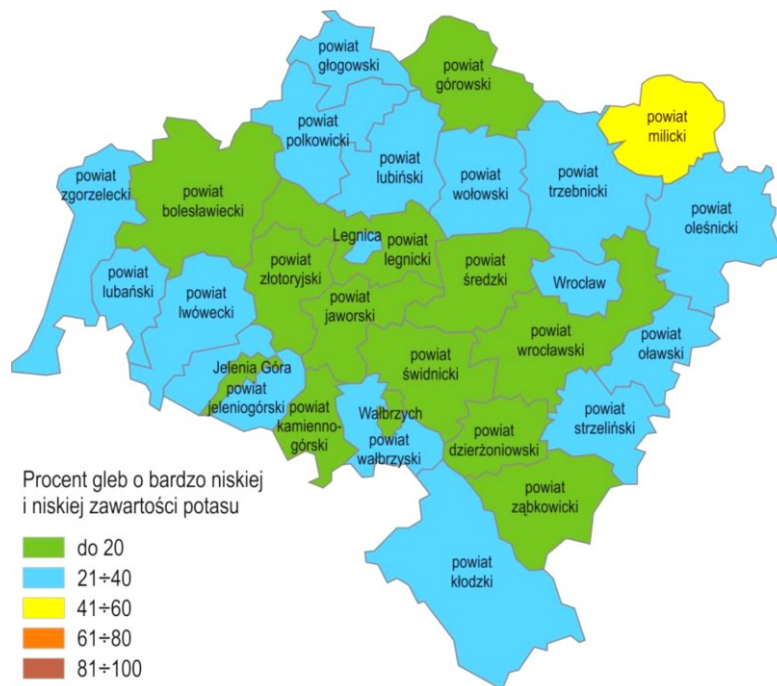 powiat
głogowski
powiat
górowski
powiat
milicki
powiat
polkowicki
powiat
lubiński
powiat
wołowski
powiat
trzebnicki
powiat
zgorzelecki
powiat
bolesławiecki
powiat
oleśnicki
Legnica
powiat
legnicki
powiat
złotoryjski
powiat
średzki
Wrocław
powiat
lubański
powiat
lwówecki
powiat
jaworski
powiat
wrocławski
powiat
oławski
Jelenia Góra
powiat
jeleniogórski
powiat
świdnicki
powiat
kamienno-
górski
Wałbrzych
powiat
wałbrzyski
powiat
dzierżoniowski
powiat
strzeliński
powiat
ząbkowicki
powiat
kłodzki
Procent gleb o bardzo niskiej
i niskiej zawartości potasu
do 20
21÷40
41÷60
61÷80
81÷100